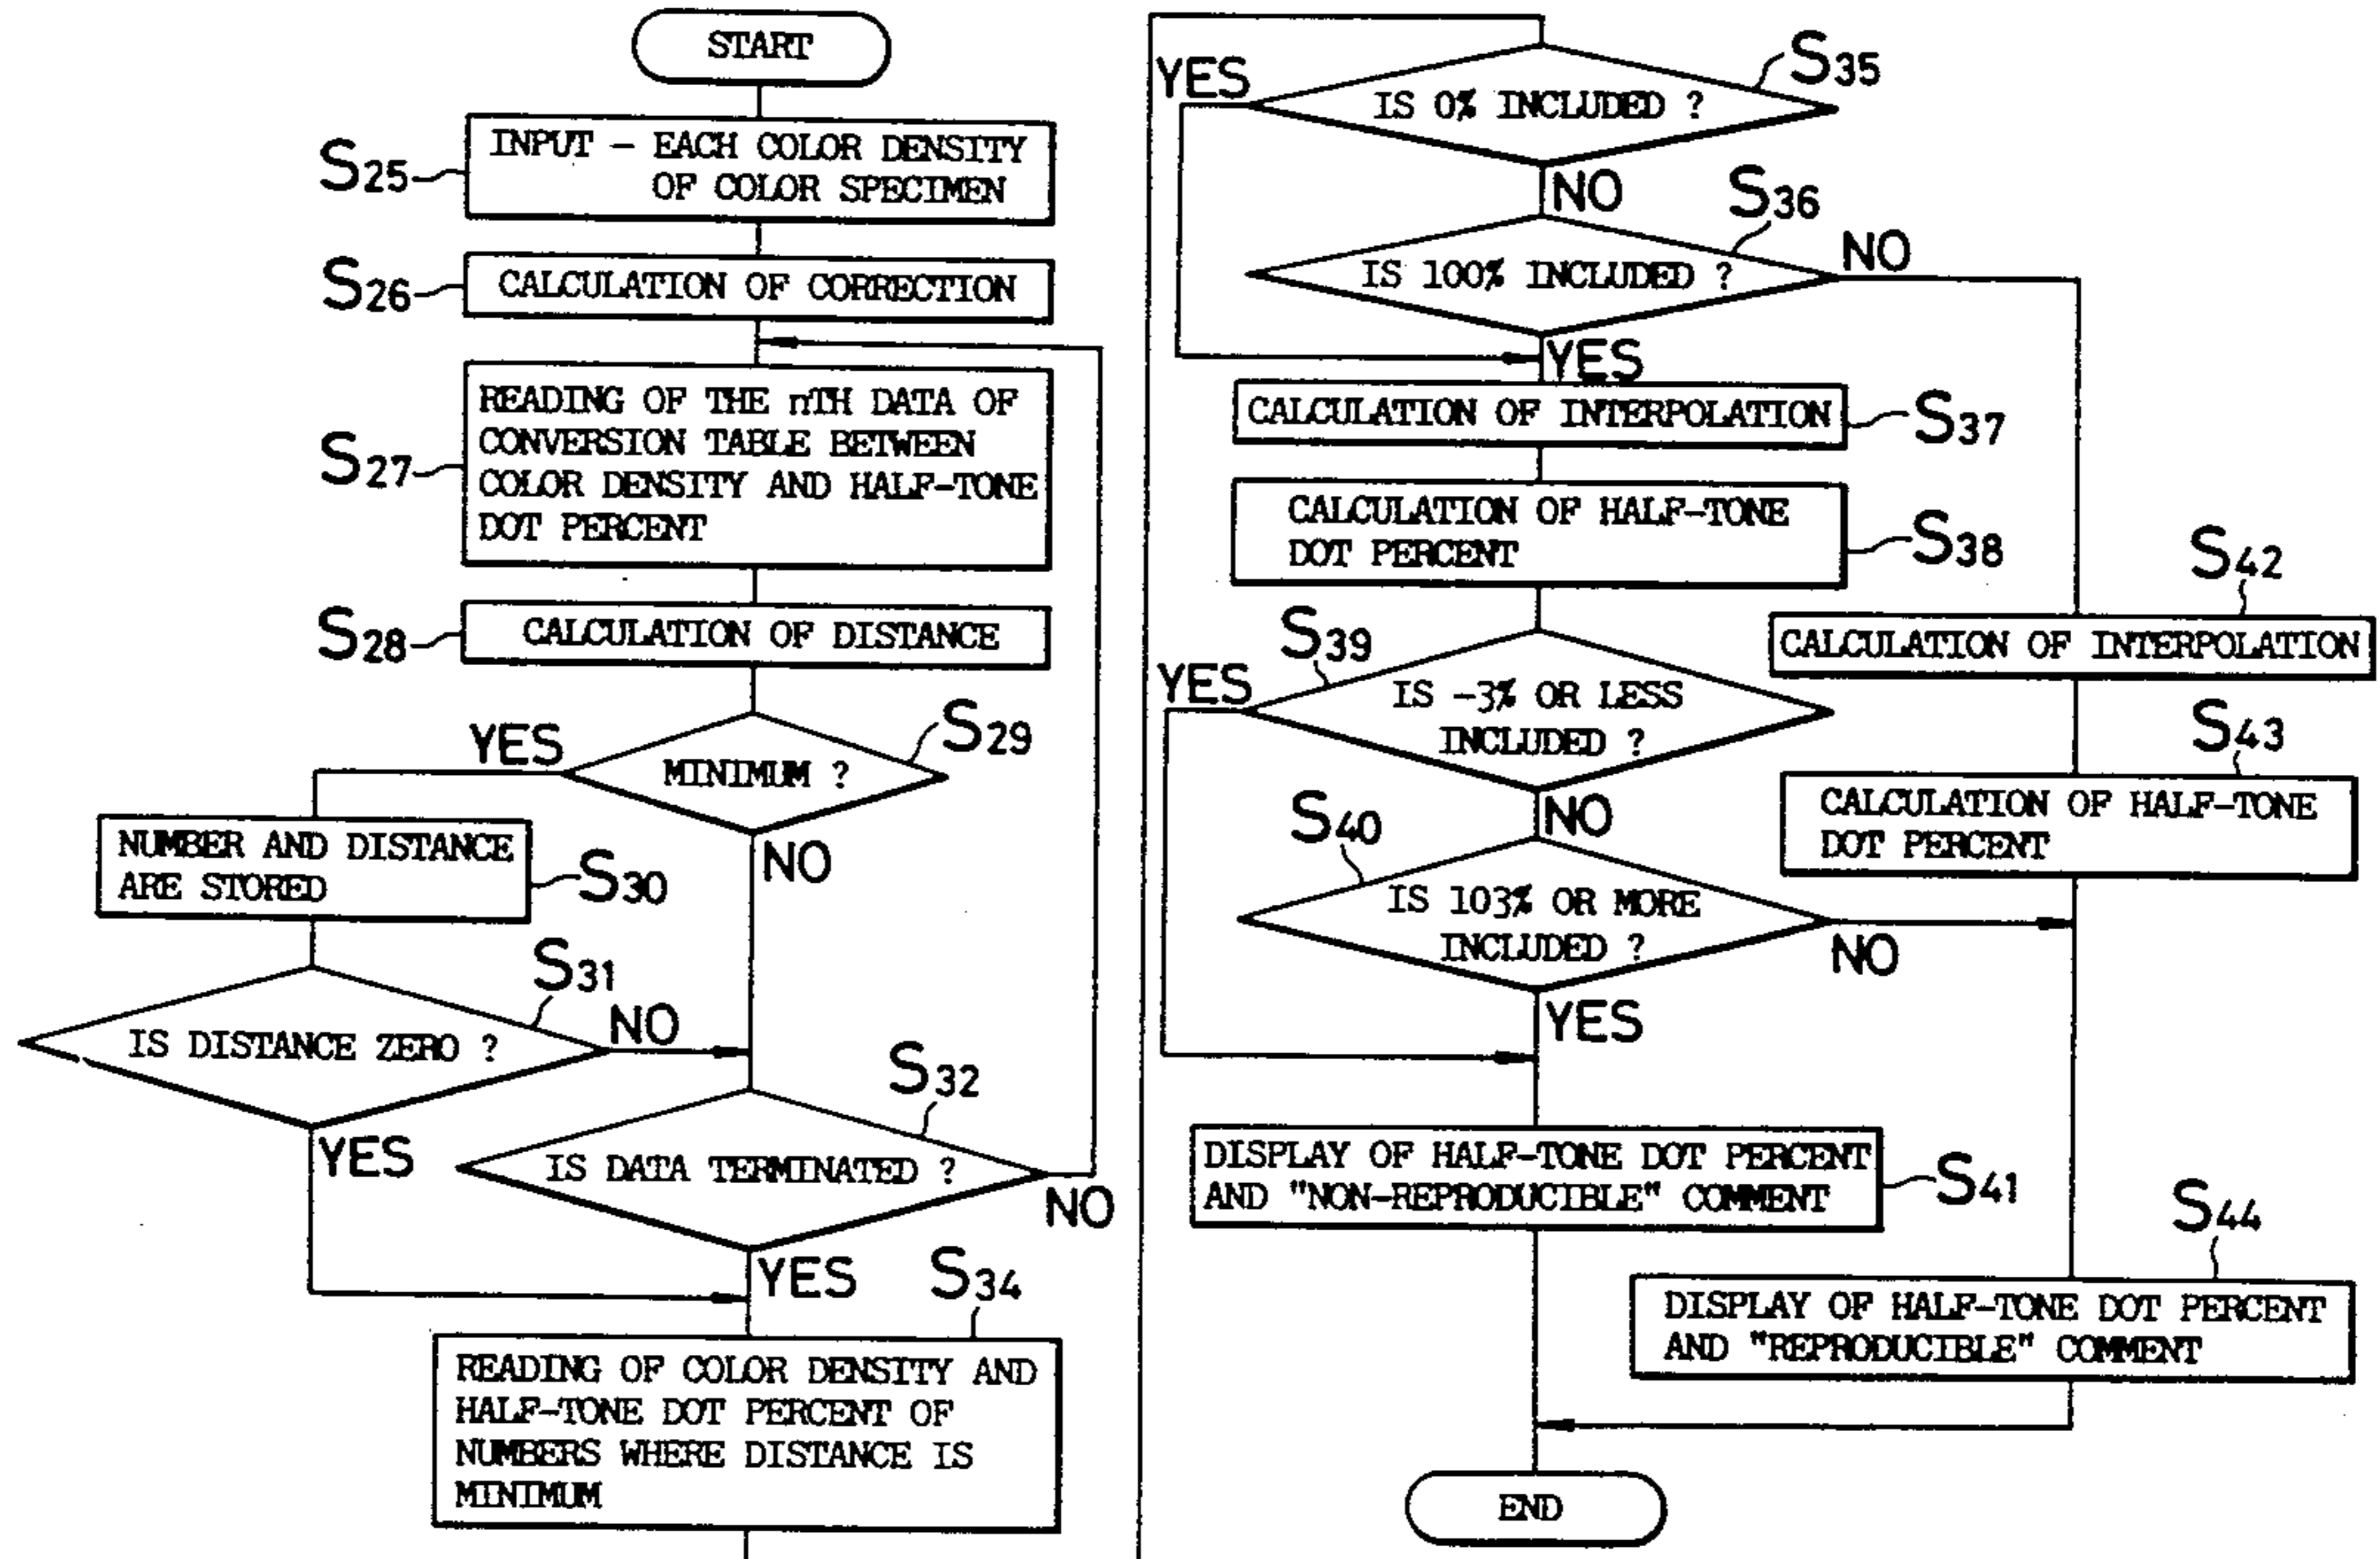 START
S25
INPUT - EACH COLOR DENSITY
OF COLOR SPECIMEN
S26
CALCULATION OF CORRECTION
S27
READING OF THE nTH DATA OF
CONVERSION TABLE BETWEEN
COLOR DENSITY AND HALF-TONE
DOT PERCENT
S28
CALCULATION OF DISTANCE
S29
YES
MINIMUM ?
NO
NUMBER AND DISTANCE
ARE STORED
S30
S31
IS DISTANCE ZERO ?
NO
YES
S32
IS DATA TERMINATED ?
NO
YES
S34
READING OF COLOR DENSITY AND
HALF-TONE DOT PERCENT OF
NUMBERS WHERE DISTANCE IS
MINIMUM
S35
YES
IS 0% INCLUDED ?
NO
S36
IS 100% INCLUDED ?
NO
YES
CALCULATION OF INTERPOLATION
S37
CALCULATION OF HALF-TONE
DOT PERCENT
S38
S39
YES
IS -3% OR LESS
INCLUDED ?
NO
S40
IS 103% OR MORE
INCLUDED ?
NO
YES
DISPLAY OF HALF-TONE DOT PERCENT
AND "NON-REPRODUCIBLE" COMMENT
S41
S42
CALCULATION OF INTERPOLATION
S43
CALCULATION OF HALF-TONE
DOT PERCENT
S44
DISPLAY OF HALF-TONE DOT PERCENT
AND "REPRODUCIBLE" COMMENT
END